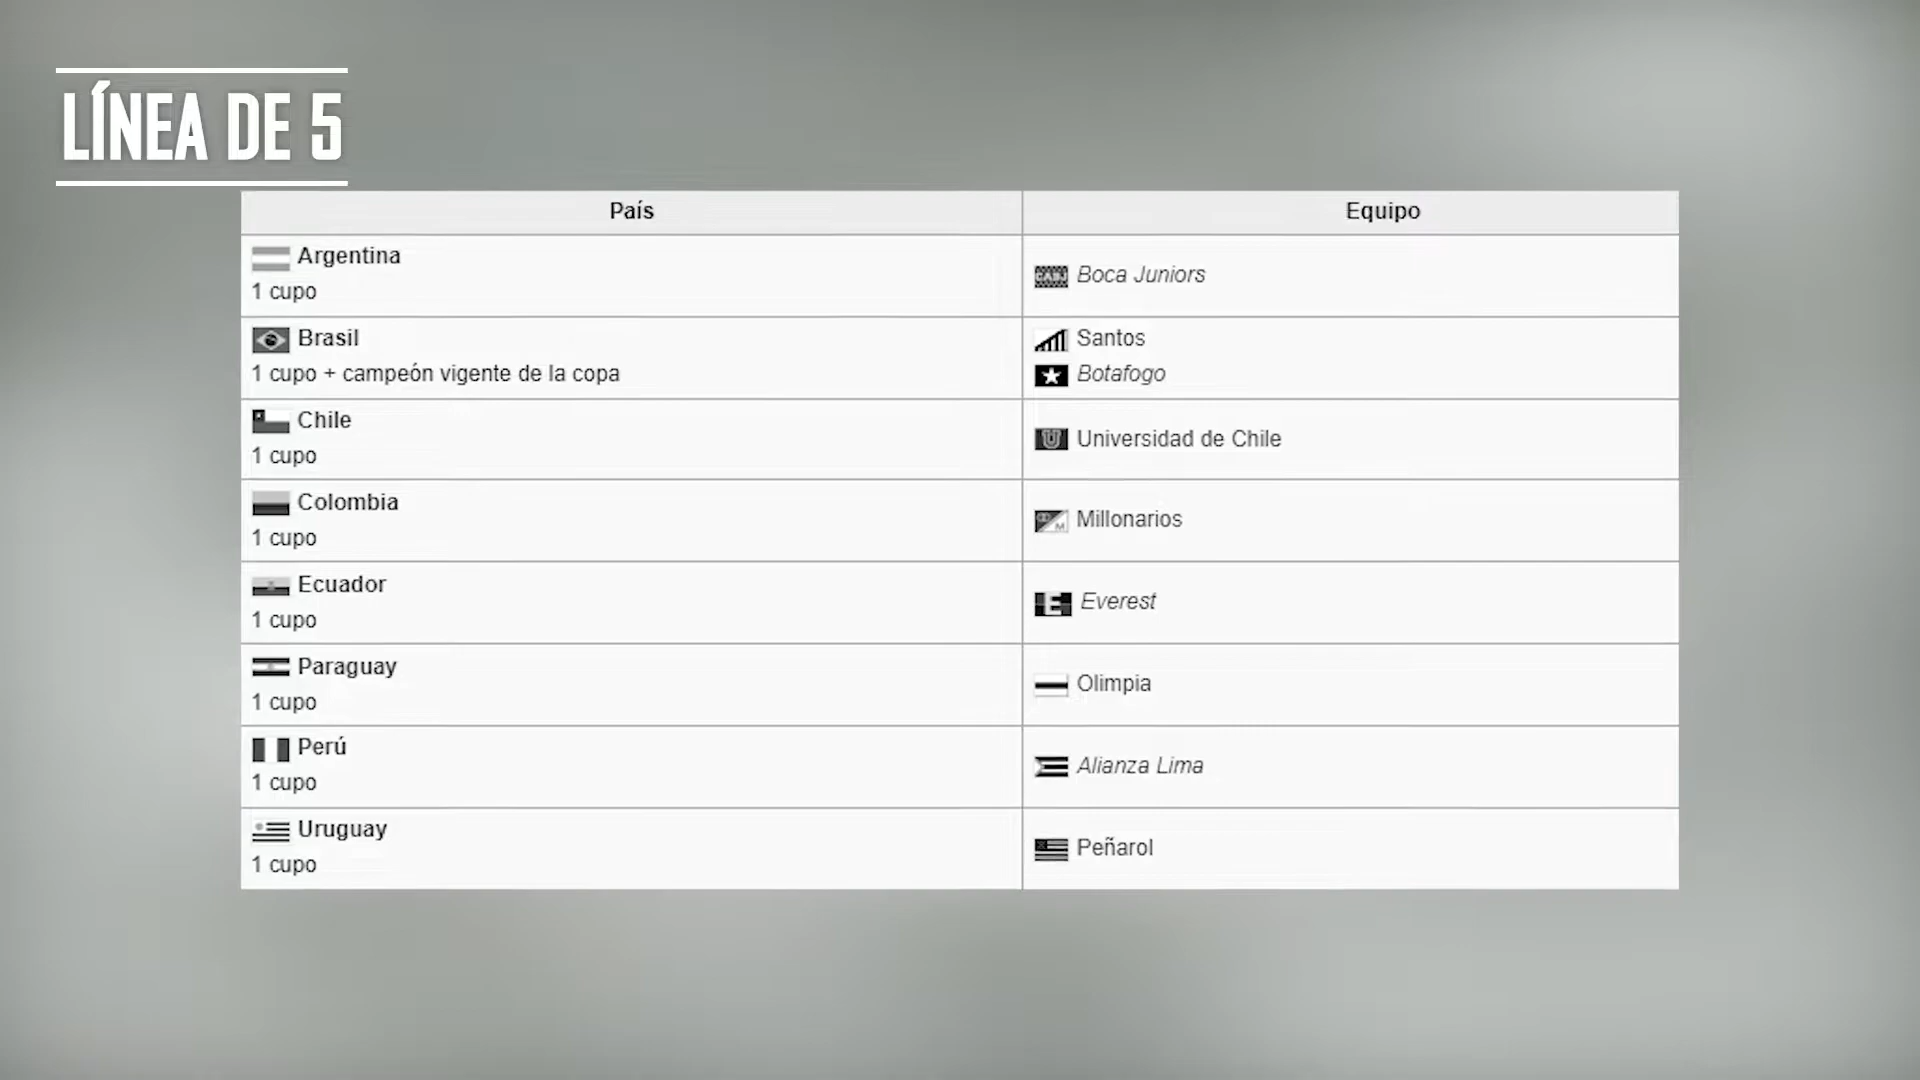 LÍNEA DE 5
País Equipo
Argentina
1 cupo
Boca Juniors
Brasil
1 cupo + campeón vigente de la copa
Santos
Botafogo
Chile
1 cupo
Universidad de Chile
Colombia
1 cupo
Millonarios
Ecuador
1 cupo
Everest
Paraguay
1 cupo
Olimpia
Perú
1 cupo
Alianza Lima
Uruguay
1 cupo
Peñarol